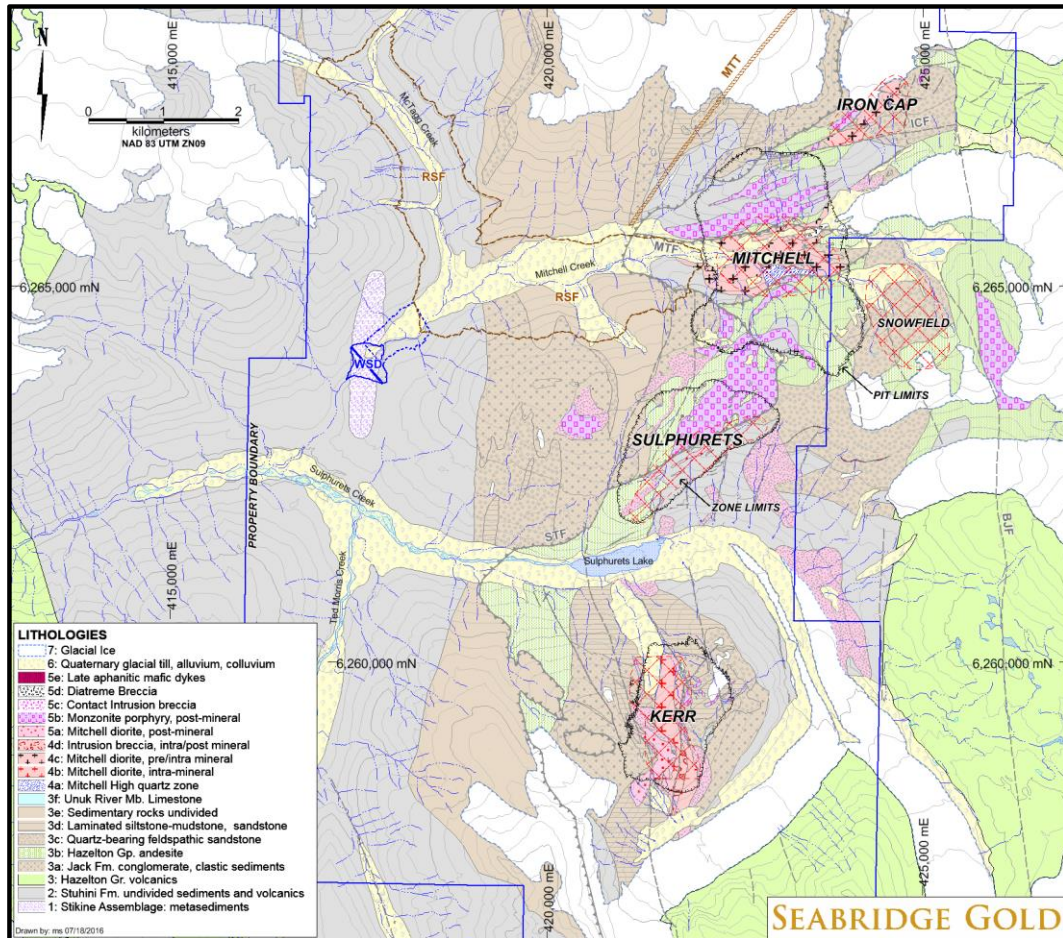 N
0 2
kilometers
NAD 83 UTM ZN09
415,000 mE
420,000 mE
425,000 mE
McTagg Creek
MTT
IRON CAP
ICF
RSF
MTF
MITCHELL
Mitchell Creek
6,265,000 mN
6,265,000 mN
RSF
SNOWFIELD
WSD
PIT LIMITS
SULPHURETS
PROPERTY BOUNDARY
Sulphurets Creek
ZONE LIMITS
STF
BJF
415,000 mE
Ted Morris Creek
Sulphurets Lake
6,260,000 mN
6,260,000 mN
KERR
420,000 mE
425,000 mE
LITHOLOGIES
7: Glacial Ice
6: Quaternary glacial till, alluvium, colluvium
5e: Late aphanitic mafic dykes
5d: Diatreme Breccia
5c: Contact Intrusion breccia
5b: Monzonite porphyry, post-mineral
5a: Mitchell diorite, post-mineral
4d: Intrusion breccia, intra/post mineral
4c: Mitchell diorite, pre/intra mineral
4b: Mitchell diorite, intra-mineral
4a: Mitchell High quartz zone
3f: Unuk River Mb. Limestone
3e: Sedimentary rocks undivided
3d: Laminated siltstone-mudstone, sandstone
3c: Quartz-bearing feldspathic sandstone
3b: Hazelton Gp. andesite
3a: Jack Fm. conglomerate, clastic sediments
3: Hazelton Gr. volcanics
2: Stuhini Fm. undivided sediments and volcanics
1: Stikine Assemblage: metasediments
Drawn by: ms 07/18/2016
SEABRIDGE GOLD